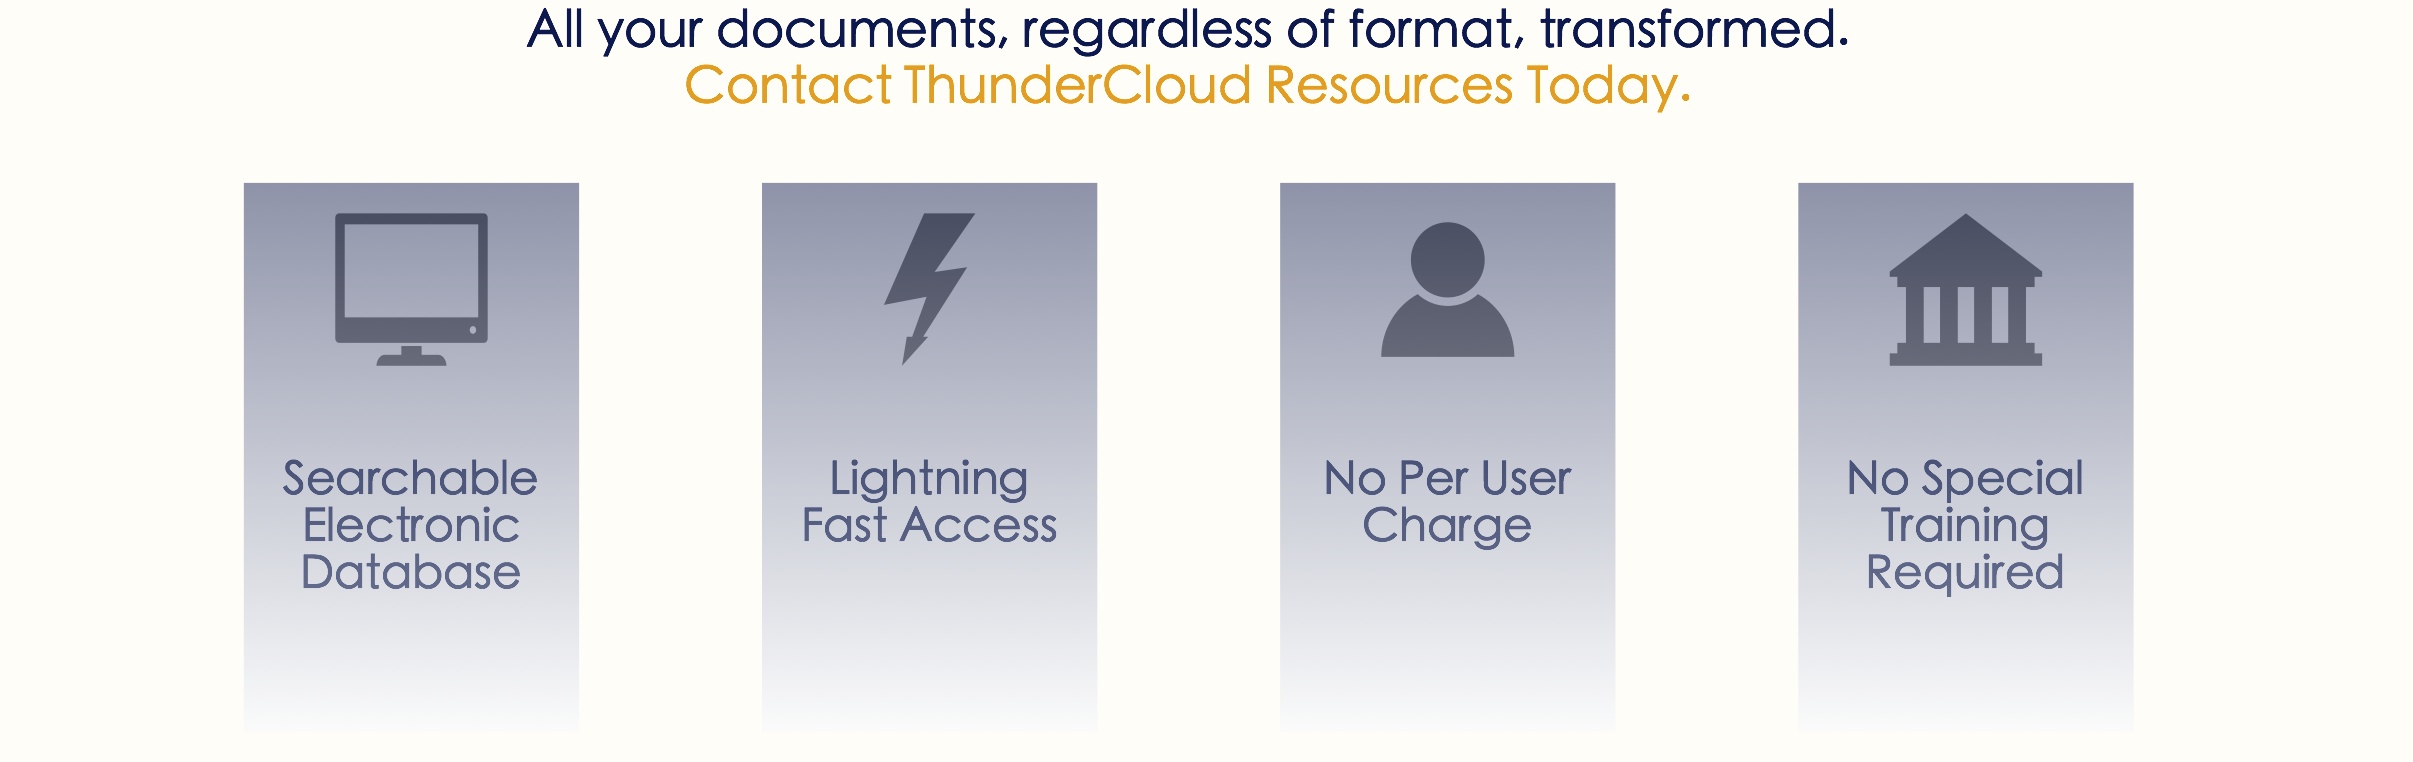 All your documents, regardless of format, transformed.
Contact ThunderCloud Resources Today.
Searchable
Electronic
Database
Lightning
Fast Access
No Per User
Charge
No Special
Training
Required